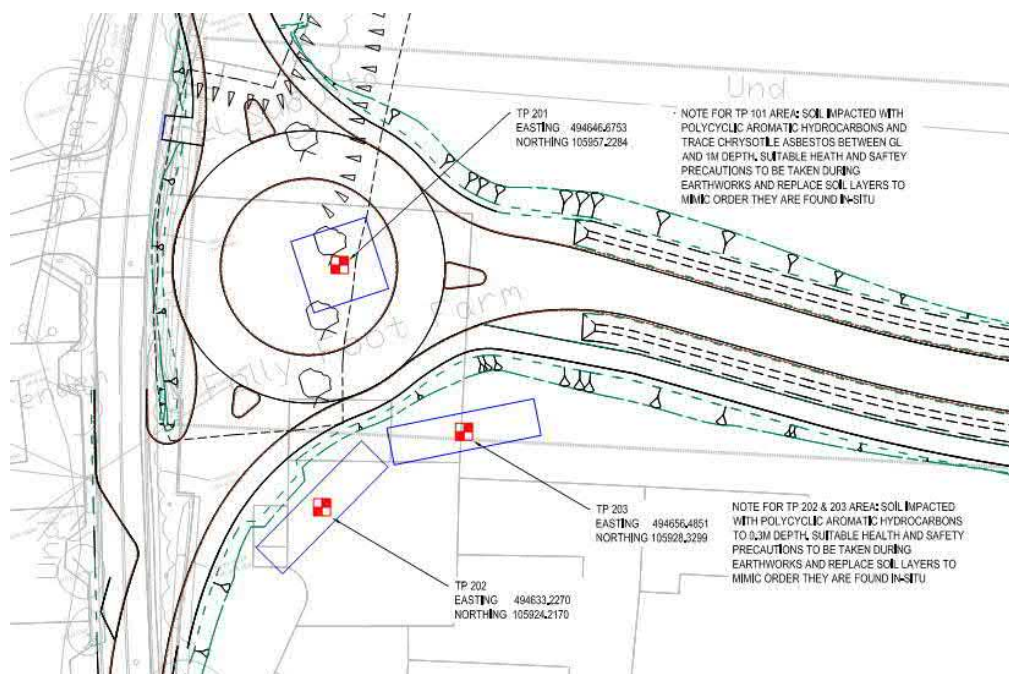 Und
TP 201
EASTING 494646.6753
NORTHING 105957.2284
NOTE FOR TP 101 AREA: SOIL IMPACTED WITH
POLYCYCLIC AROMATIC HYDROCARBONS AND
TRACE CHRYSOTILE ASBESTOS BETWEEN GL
AND 1M DEPTH. SUITABLE HEATH AND SAFTEY
PRECAUTIONS TO BE TAKEN DURING
EARTHWORKS AND REPLACE SOIL LAYERS TO
MIMIC ORDER THEY ARE FOUND IN-SITU
Farm
TP 203
EASTING 494656.4851
NORTHING 105928.3299
NOTE FOR TP 202 & 203 AREA: SOIL IMPACTED
WITH POLYCYCLIC AROMATIC HYDROCARBONS
TO 0.3M DEPTH. SUITABLE HEALTH AND SAFETY
PRECAUTIONS TO BE TAKEN DURING
EARTHWORKS AND REPLACE SOIL LAYERS TO
MIMIC ORDER THEY ARE FOUND IN-SITU
TP 202
EASTING 494633.2270
NORTHING 105924.2170